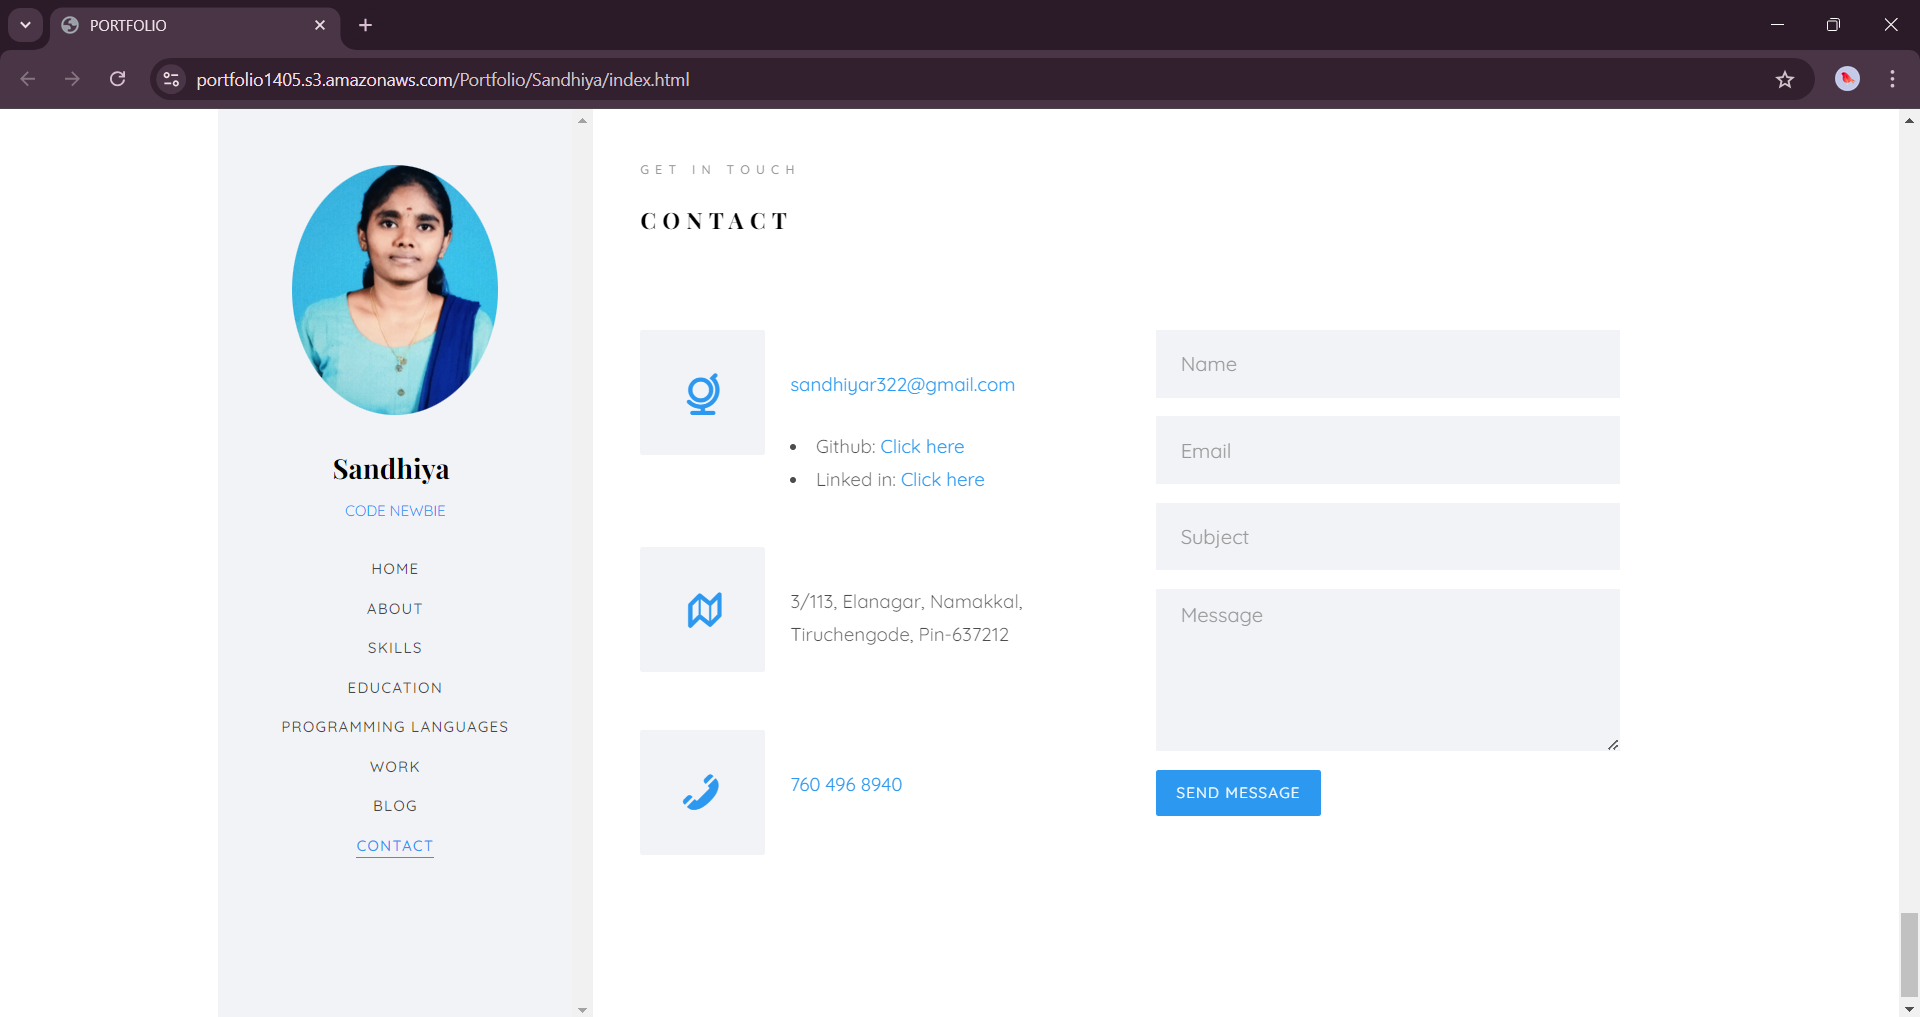 PORTFOLIO
portfolio1405.s3.amazonaws.com/Portfolio/Sandhiya/index.html
Sandhiya
CODE NEWBIE
HOME
ABOUT
SKILLS
EDUCATION
PROGRAMMING LANGUAGES
WORK
BLOG
CONTACT
GET IN TOUCH
CONTACT
sandhiyar322@gmail.com
• Github: Click here
• Linked in: Click here
3/113, Elanagar, Namakkal,
Tiruchengode, Pin-637212
760 496 8940
Name
Email
Subject
Message
SEND MESSAGE